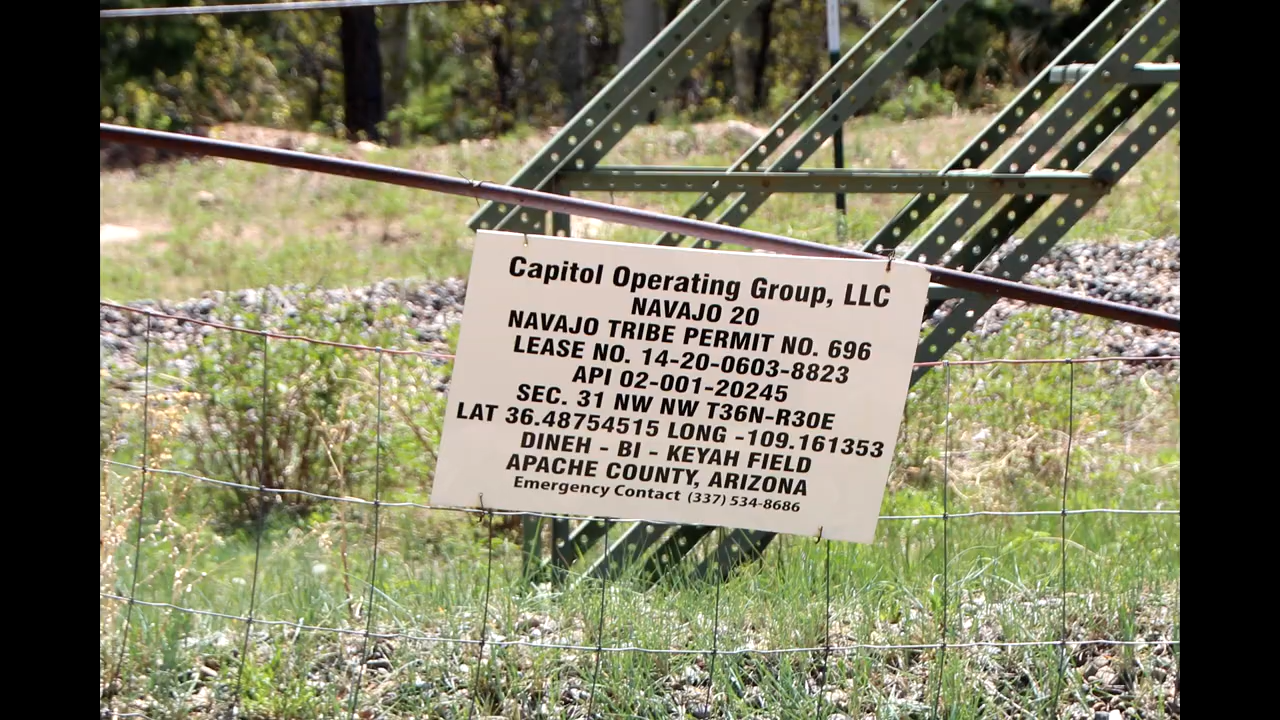 Capitol Operating Group, LLC
NAVAJO 20
NAVAJO TRIBE PERMIT NO. 696
LEASE NO. 14-20-0603-8823
API 02-001-20245
SEC. 31 NW NW T36N-R30E
LAT 36.48754515 LONG -109.161353
DINEH - BI - KEYAH FIELD
APACHE COUNTY, ARIZONA
Emergency Contact (337) 534-8686